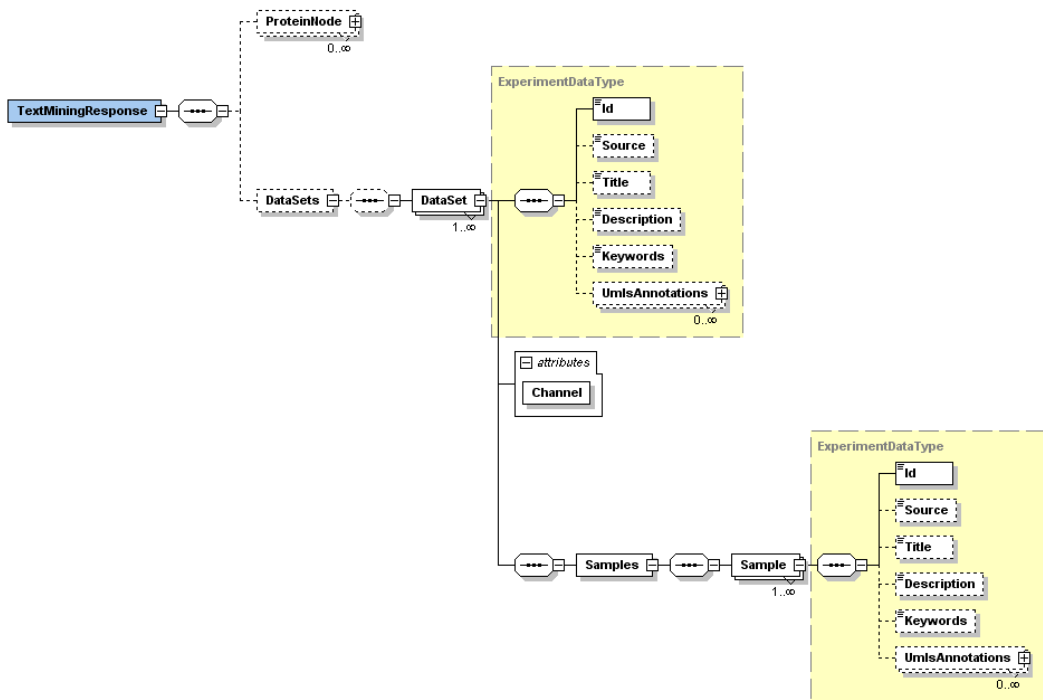 ProteinNode
0..∞
TextMiningResponse
ExperimentDataType
Id
Source
Title
DataSets
DataSet
1..∞
Description
Keywords
UmlsAnnotations
0..∞
attributes
Channel
ExperimentDataType
Id
Source
Title
Samples
Sample
1..∞
Description
Keywords
UmlsAnnotations
0..∞